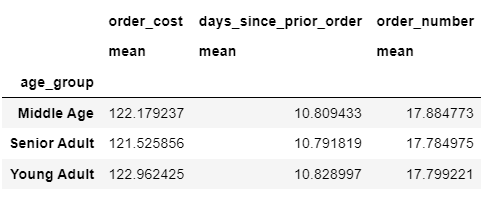 order_cost days_since_prior_order order_number
mean mean mean
age_group
Middle Age 122.179237 10.809433 17.884773
Senior Adult 121.525856 10.791819 17.784975
Young Adult 122.962425 10.828997 17.799221